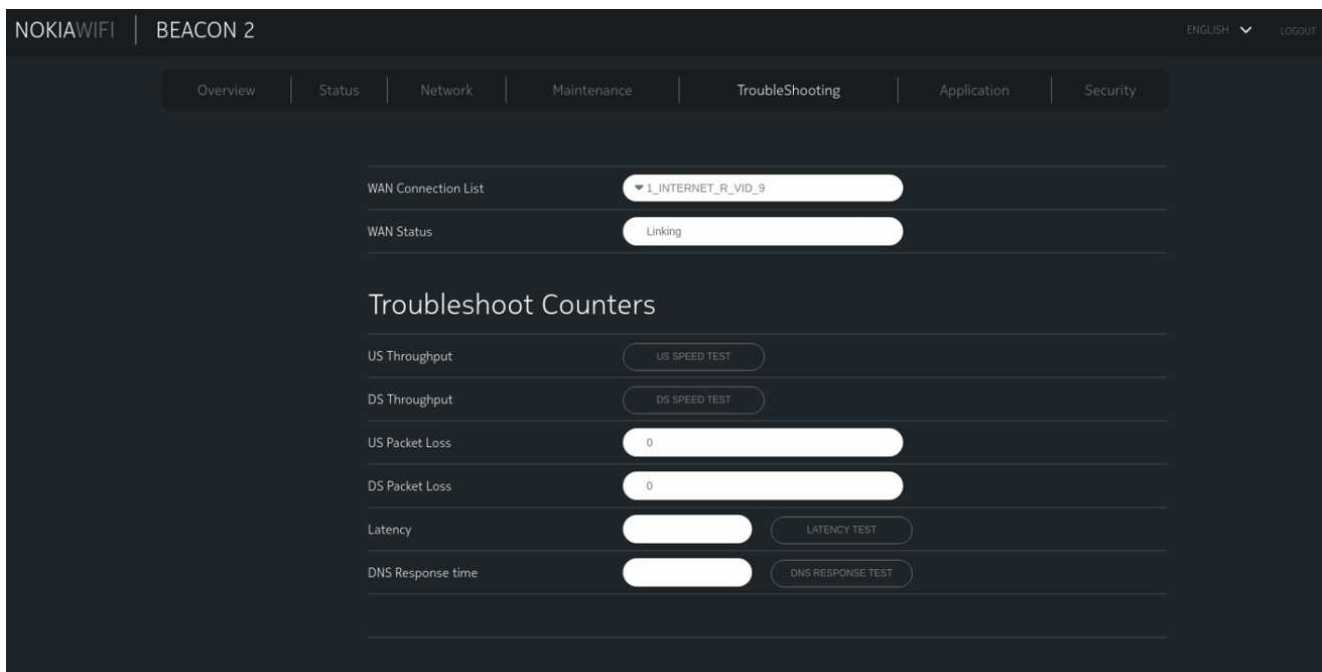 NOKIAWIFI BEACON 2 ENGLISH LOGOUT
Overview Status Network Maintenance TroubleShooting Application Security
WAN Connection List 1_INTERNET_R_VID_9
WAN Status Linking
Troubleshoot Counters
US Throughput US SPEED TEST
DS Throughput DS SPEED TEST
US Packet Loss 0
DS Packet Loss 0
Latency LATENCY TEST
DNS Response time DNS RESPONSE TEST